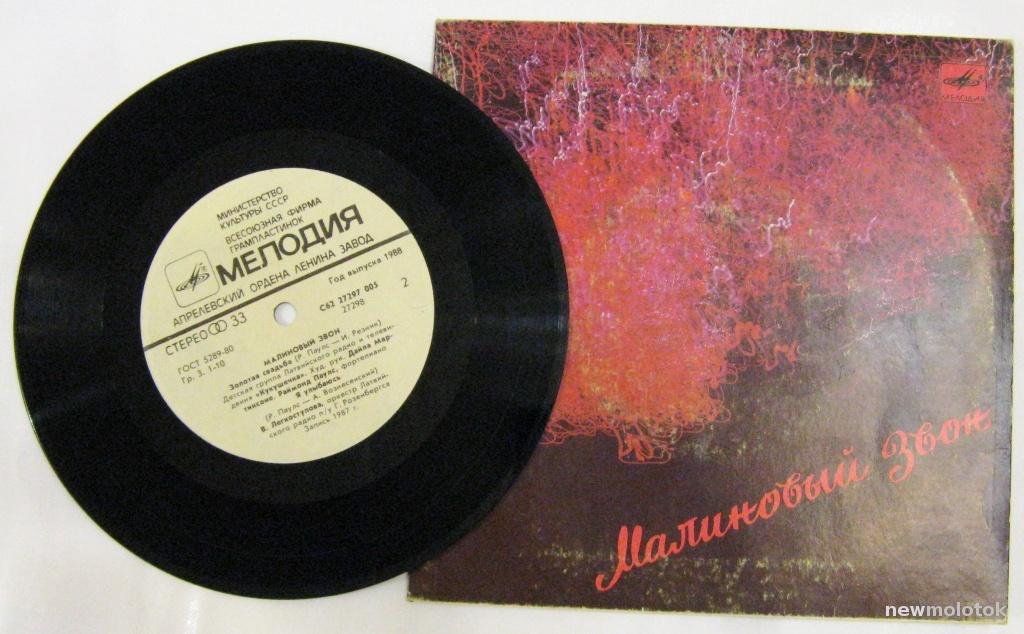 МИНИСТЕРСТВО
КУЛЬТУРЫ СССР
ВСЕСОЮЗНАЯ ФИРМА
ГРАМПЛАСТИНОК
МЕЛОДИЯ
АПРЕЛЕВСКИЙ ОРДЕНА ЛЕНИНА ЗАВОД
СТЕРЕО 33
Год выпуска 1988
С62 27297 005
27298
2
ГОСТ 5289-80
Гр. 3. 1-10
МАЛИНОВЫЙ ЗВОН
Золотая свадьба (Р. Паулс — И. Резник)
Детская группа Латвийского радио и телеви-
дения «Кукушечка». Худ. рук. Дайла Мар-
тинсоне, Раймонд Паулс, фортепиано
Я улыбаюсь
(Р. Паулс — А. Вознесенский)
В. Легкоступова, оркестр Латвий-
ского радио п/у Г. Розенбергса
Запись 1987 г.
МЕЛОДИЯ
Малиновый Звон
newmolotok